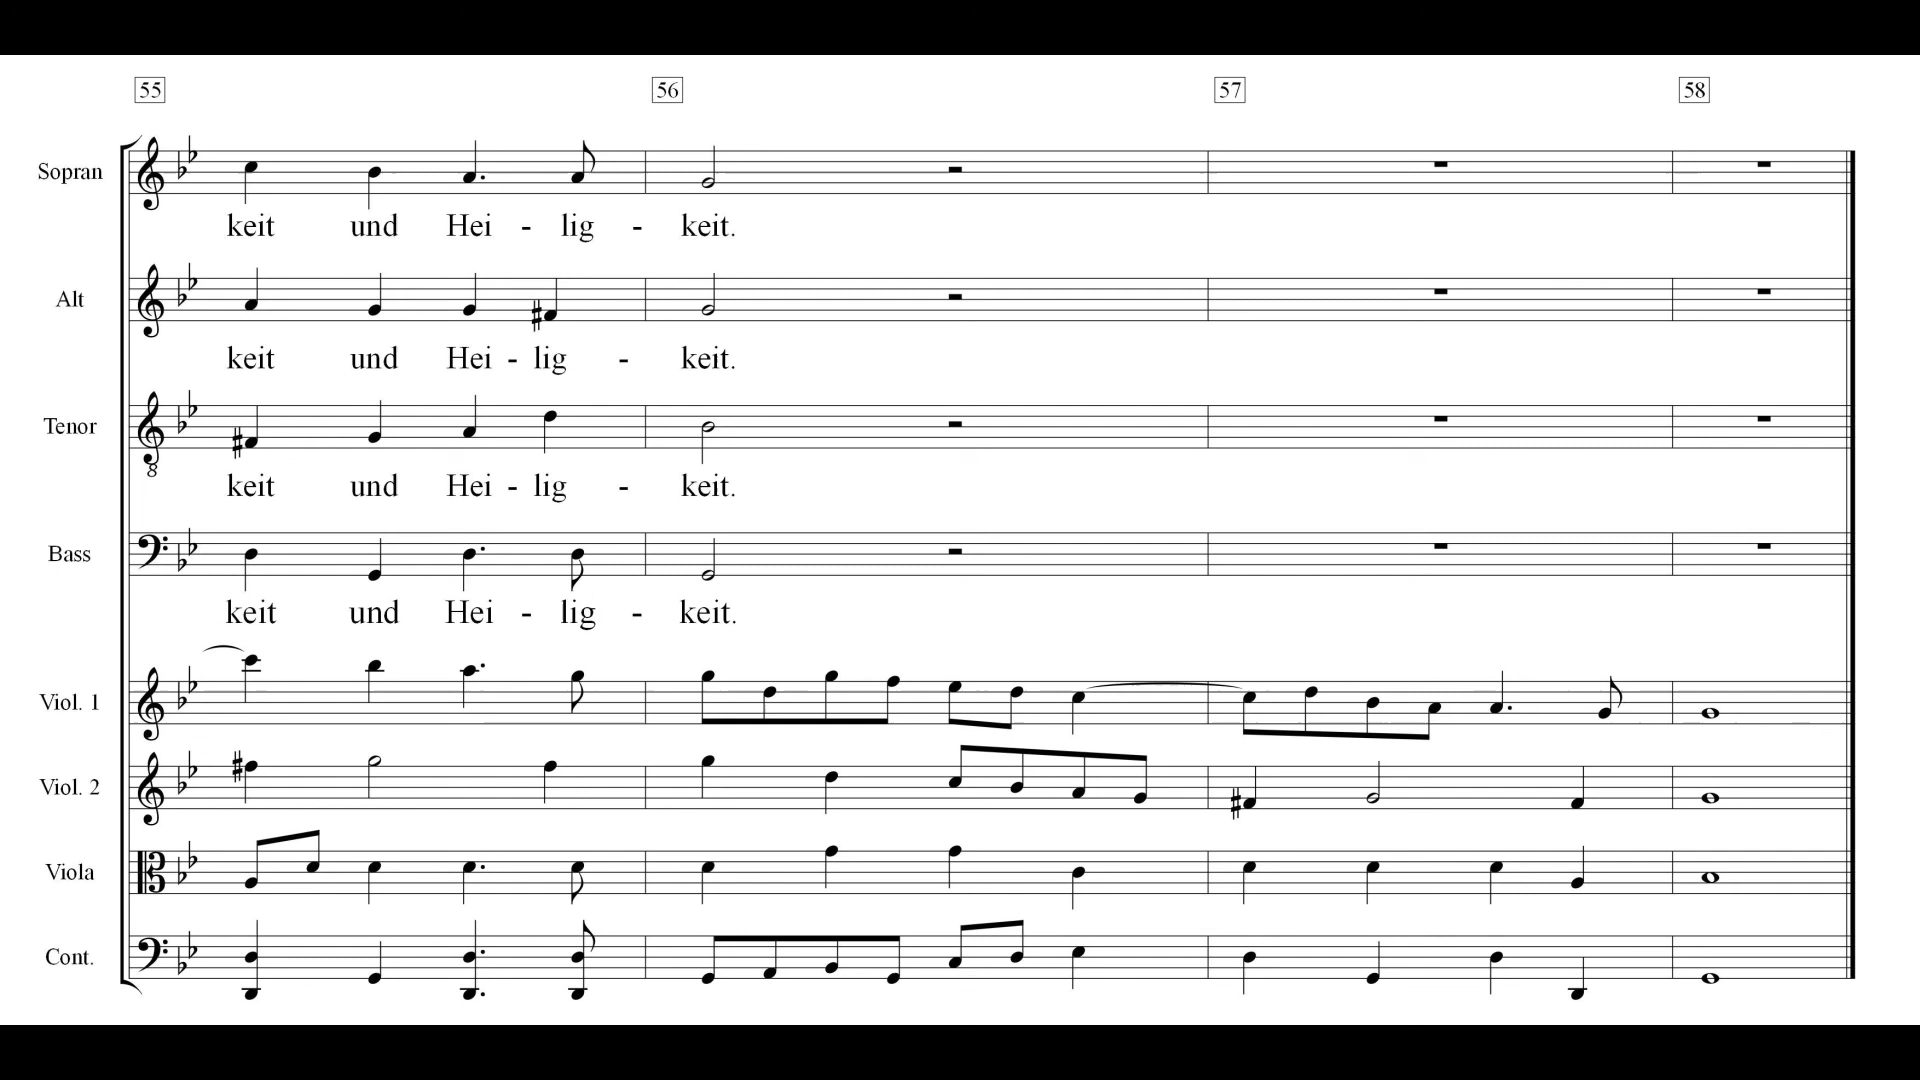 55 56 57 58
Sopran
keit und Hei - lig - keit.
Alt
keit und Hei - lig - keit.
Tenor
8
keit und Hei - lig - keit.
Bass
keit und Hei - lig - keit.
Viol. 1
Viol. 2
Viola
Cont.